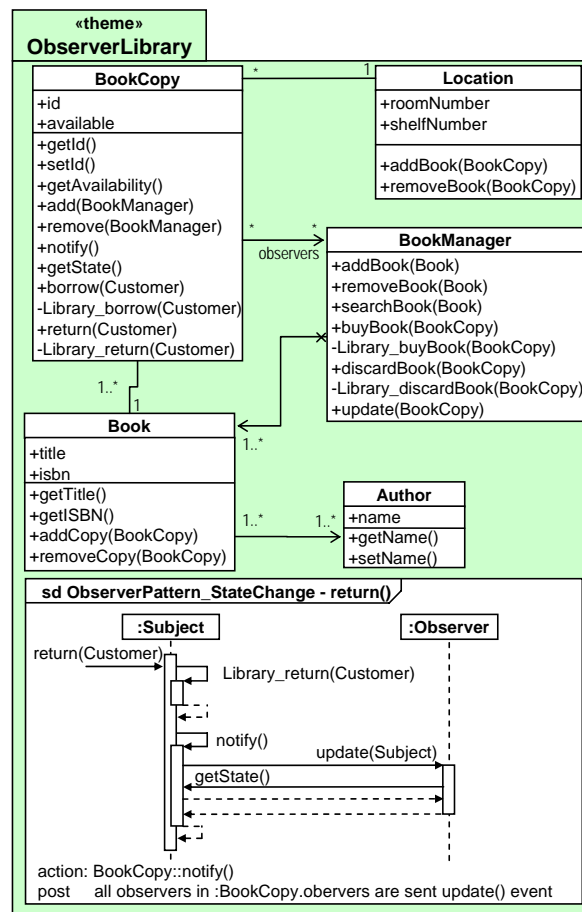 «theme»
ObserverLibrary
BookCopy
+id
+available
+getId()
+setId()
+getAvailability()
+add(BookManager)
+remove(BookManager)
+notify()
+getState()
+borrow(Customer)
-Library_borrow(Customer)
+return(Customer)
-Library_return(Customer)
* 1
Location
+roomNumber
+shelfNumber
+addBook(BookCopy)
+removeBook(BookCopy)
* *
observers
BookManager
+addBook(Book)
+removeBook(Book)
+searchBook(Book)
+buyBook(BookCopy)
-Library_buyBook(BookCopy)
+discardBook(BookCopy)
-Library_discardBook(BookCopy)
+update(BookCopy)
1..*
1
1..*
Book
+title
+isbn
+getTitle()
+getISBN()
+addCopy(BookCopy)
+removeCopy(BookCopy)
1..* 1..*
Author
+name
+getName()
+setName()
sd ObserverPattern_StateChange - return()
:Subject
:Observer
return(Customer)
Library_return(Customer)
notify()
update(Subject)
getState()
action: BookCopy::notify()
post all observers in :BookCopy.obervers are sent update() event